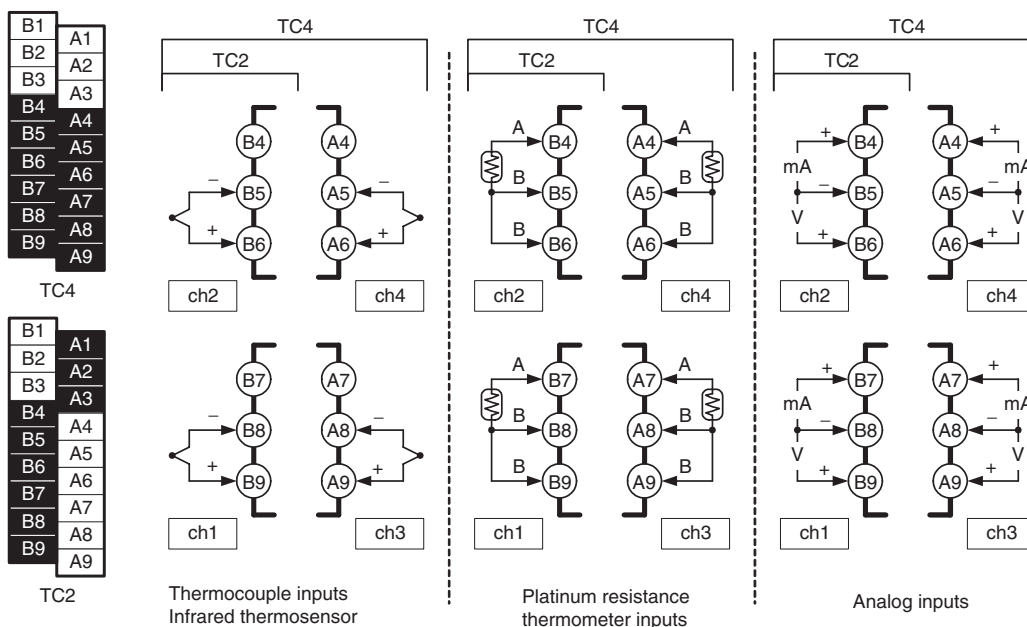 B1
B2
B3
B4
B5
B6
B7
B8
B9
A1
A2
A3
A4
A5
A6
A7
A8
A9
TC4
B1
B2
B3
B4
B5
B6
B7
B8
B9
A1
A2
A3
A4
A5
A6
A7
A8
A9
TC2
TC4
TC2
B4 A4
− B5 A5 −
+ B6 A6 +
ch2 ch4
B7 A7
− B8 A8 −
+ B9 A9 +
ch1 ch3
Thermocouple inputs
Infrared thermosensor
TC4
TC2
A B4 A4 A
B B5 A5 B
B B6 A6 B
ch2 ch4
A B7 A7 A
B B8 A8 B
B B9 A9 B
ch1 ch3
Platinum resistance
thermometer inputs
TC4
TC2
+ B4 A4 +
mA mA
− B5 A5 −
V V
+ B6 A6 +
ch2 ch4
+ B7 A7 +
mA mA
− B8 A8 −
V V
+ B9 A9 +
ch1 ch3
Analog inputs